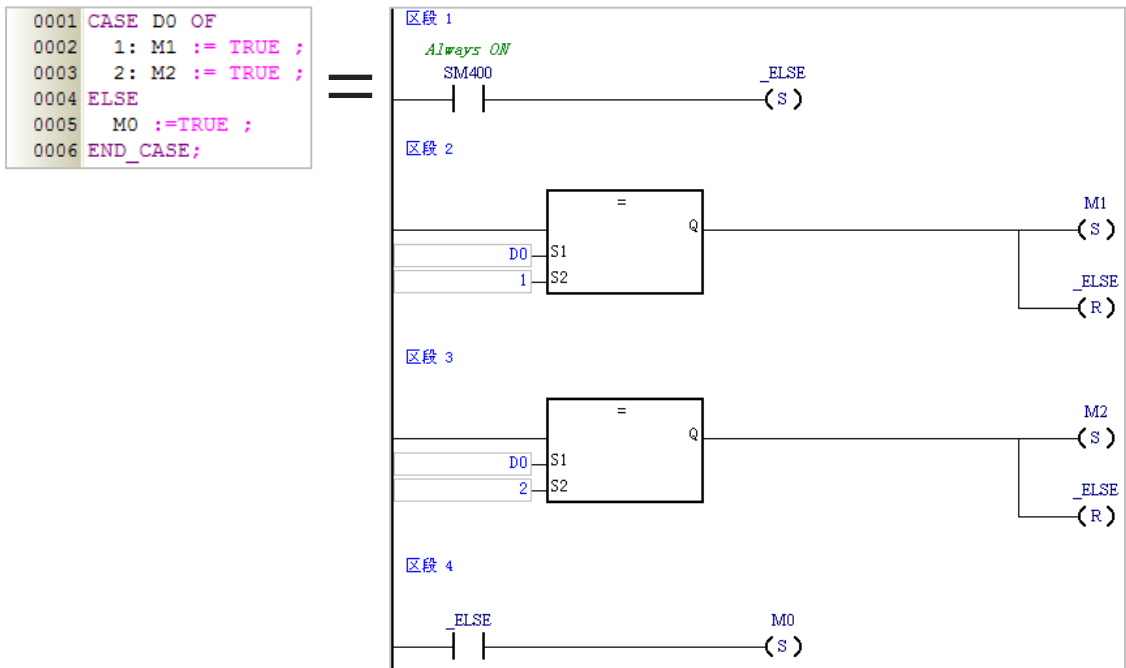 0001 CASE D0 OF
0002 1: M1 := TRUE ;
0003 2: M2 := TRUE ;
0004 ELSE
0005 M0 :=TRUE ;
0006 END_CASE;
=
区段 1
Always ON
SM400 _ELSE
S
区段 2
= M1
Q S
D0 S1
1 S2 _ELSE
R
区段 3
= M2
Q S
D0 S1
2 S2 _ELSE
R
区段 4
_ELSE M0
S